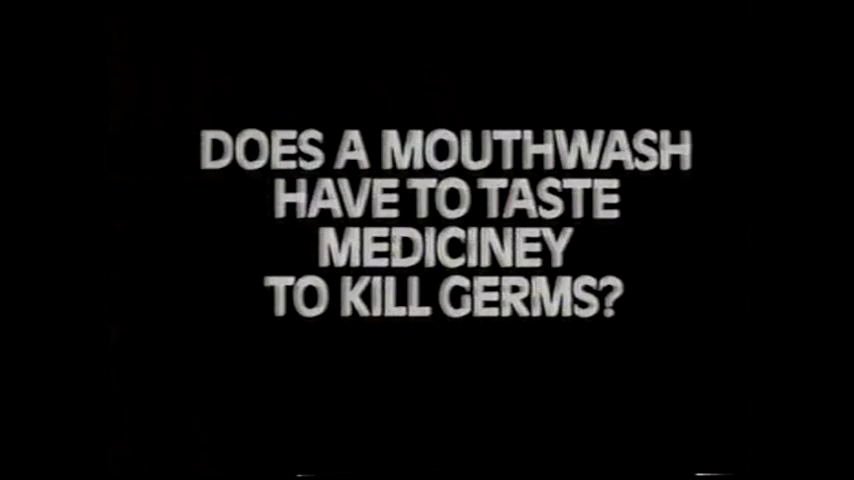 DOES A MOUTHWASH
HAVE TO TASTE
MEDICINEY
TO KILL GERMS?